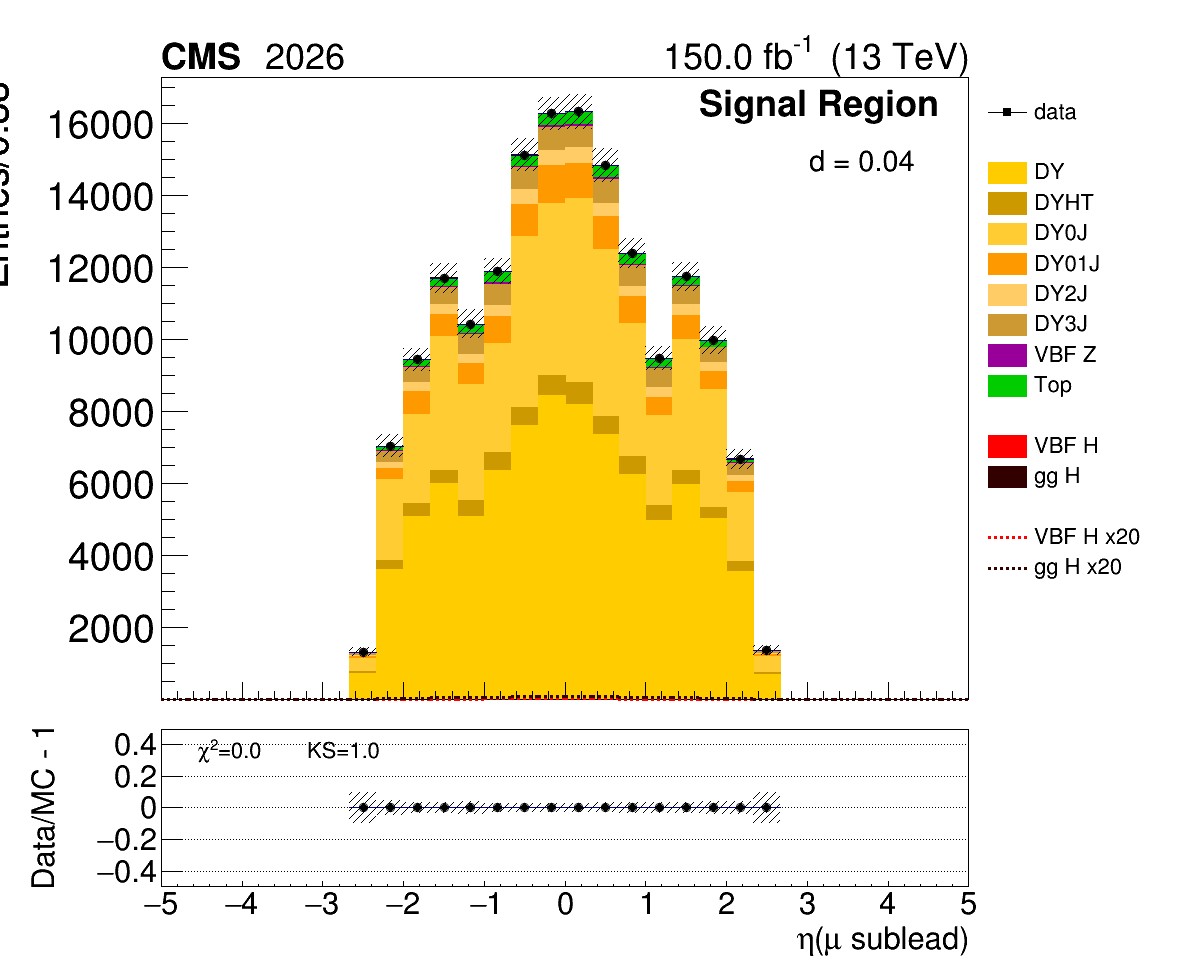 CMS 2026 150.0 fb⁻¹ (13 TeV)
Signal Region
d = 0.04
16000
14000
12000
10000
8000
6000
4000
2000
data
DY
DYHT
DY0J
DY01J
DY2J
DY3J
VBF Z
Top
VBF H
gg H
VBF H x20
gg H x20
Data/MC - 1
χ²=0.0 KS=1.0
0.4
0.2
0
−0.2
−0.4
−5 −4 −3 −2 −1 0 1 2 3 4 5
η(μ sublead)